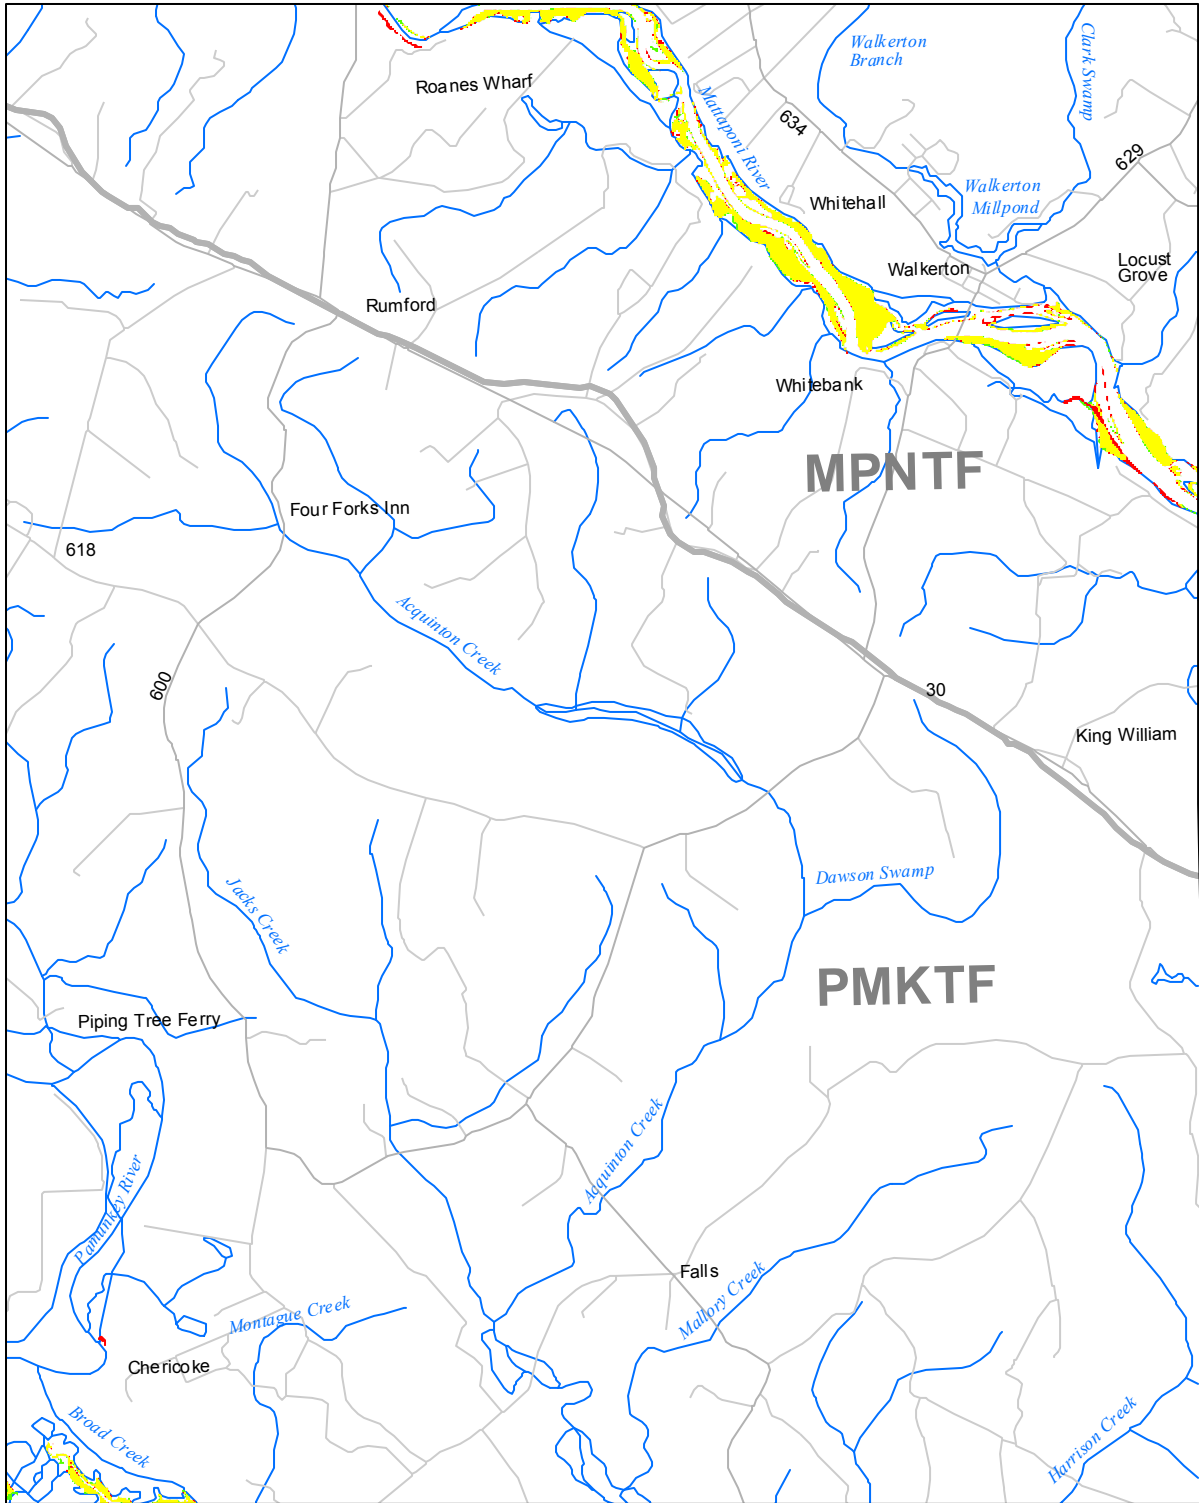 Walkerton
Branch
Clark Swamp
Roanes Wharf
Mattaponi River
634
629
Walkerton
Millpond
Whitehall
Locust
Grove
Walkerton
Rumford
Whitebank
MPNTF
Four Forks Inn
618
Acquinton Creek
600
30
King William
Dawson Swamp
Jacks Creek
PMKTF
Piping Tree Ferry
Acquinton Creek
Pamunkey River
Falls
Mallory Creek
Montague Creek
Chericoke
Broad Creek
Harrison Creek